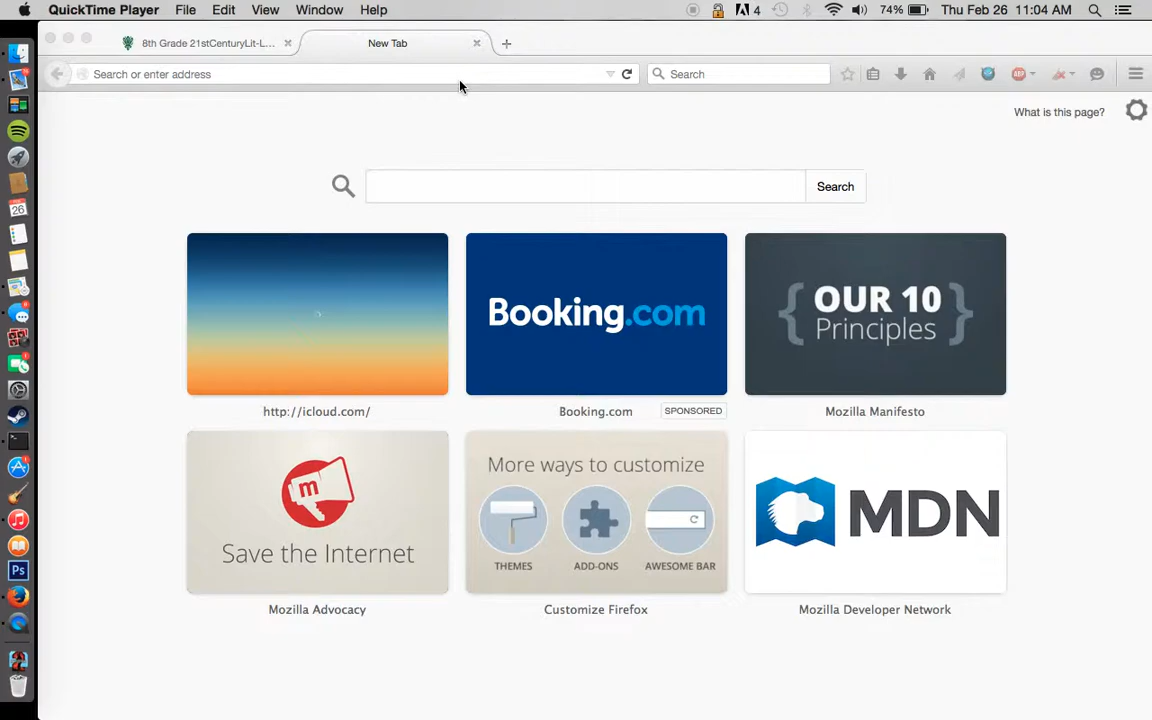 QuickTime Player File Edit View Window Help 4 74% Thu Feb 26 11:04 AM
8th Grade 21stCenturyLit-L... New Tab
Search or enter address Search
What is this page?
Search
Booking.com
OUR 10
Principles
http://icloud.com/ Booking.com SPONSORED Mozilla Manifesto
m
Save the Internet
More ways to customize
THEMES ADD-ONS AWESOME BAR
MDN
Mozilla Advocacy Customize Firefox Mozilla Developer Network